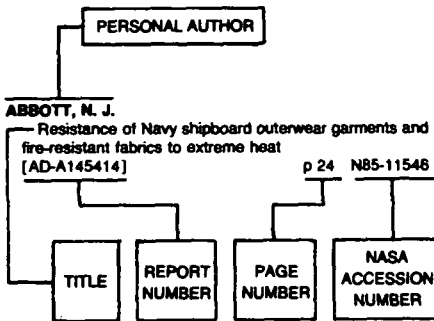 PERSONAL AUTHOR
ABBOTT, N. J.
Resistance of Navy shipboard outerwear garments and
fire-resistant fabrics to extreme heat
[AD-A145414] p 24 N85-11546
TITLE
REPORT
NUMBER
PAGE
NUMBER
NASA
ACCESSION
NUMBER